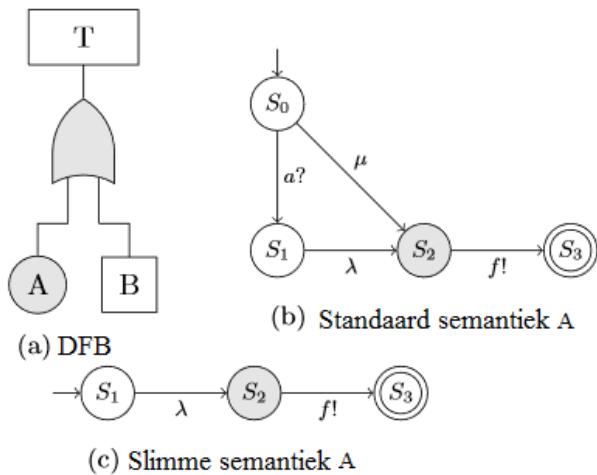 T
A
B
(a) DFB
S₀
a?
μ
S₁
λ
S₂
f!
S₃
(b) Standaard semantiek A
S₁
λ
S₂
f!
S₃
(c) Slimme semantiek A